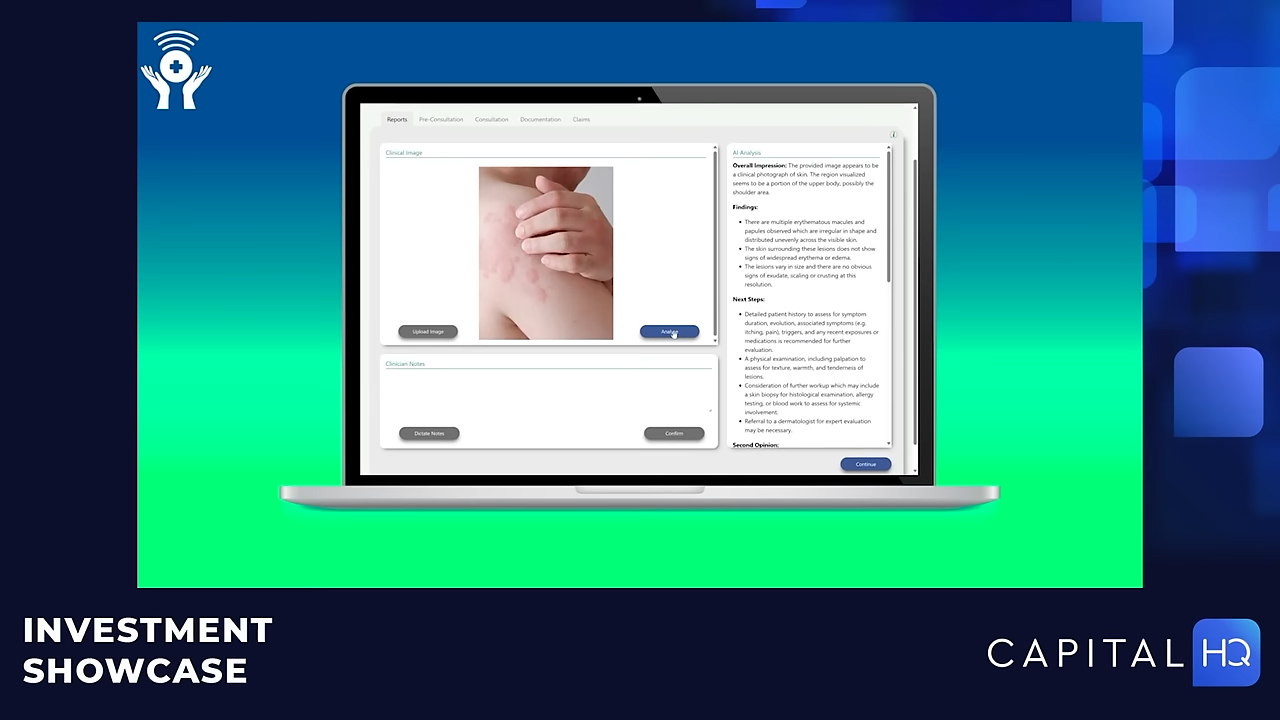 Reports
Pre-Consultation
Consultation
Documentation
Claims
i
Clinical Image
Upload Image
Analyze
Clinician Notes
Dictate Notes
Confirm
AI Analysis
Overall Impression: The provided image appears to be
a clinical photograph of skin. The region visualized
seems to be a portion of the upper body, possibly the
shoulder area.
Findings:
• There are multiple erythematous macules and
papules observed which are irregular in shape and
distributed unevenly across the visible skin.
• The skin surrounding these lesions does not show
signs of widespread erythema or edema.
• The lesions vary in size and there are no obvious
signs of exudate, scaling or crusting at this
resolution.
Next Steps:
• Detailed patient history to assess for symptom
duration, evolution, associated symptoms (e.g.
itching, pain), triggers, and any recent exposures or
medications is recommended for further
evaluation.
• A physical examination, including palpation to
assess for texture, warmth, and tenderness of
lesions.
• Consideration of further workup which may include
a skin biopsy for histological examination, allergy
testing, or blood work to assess for systemic
involvement.
• Referral to a dermatologist for expert evaluation
may be necessary.
Second Opinion:
Continue
INVESTMENT
SHOWCASE
CAPITAL HQ